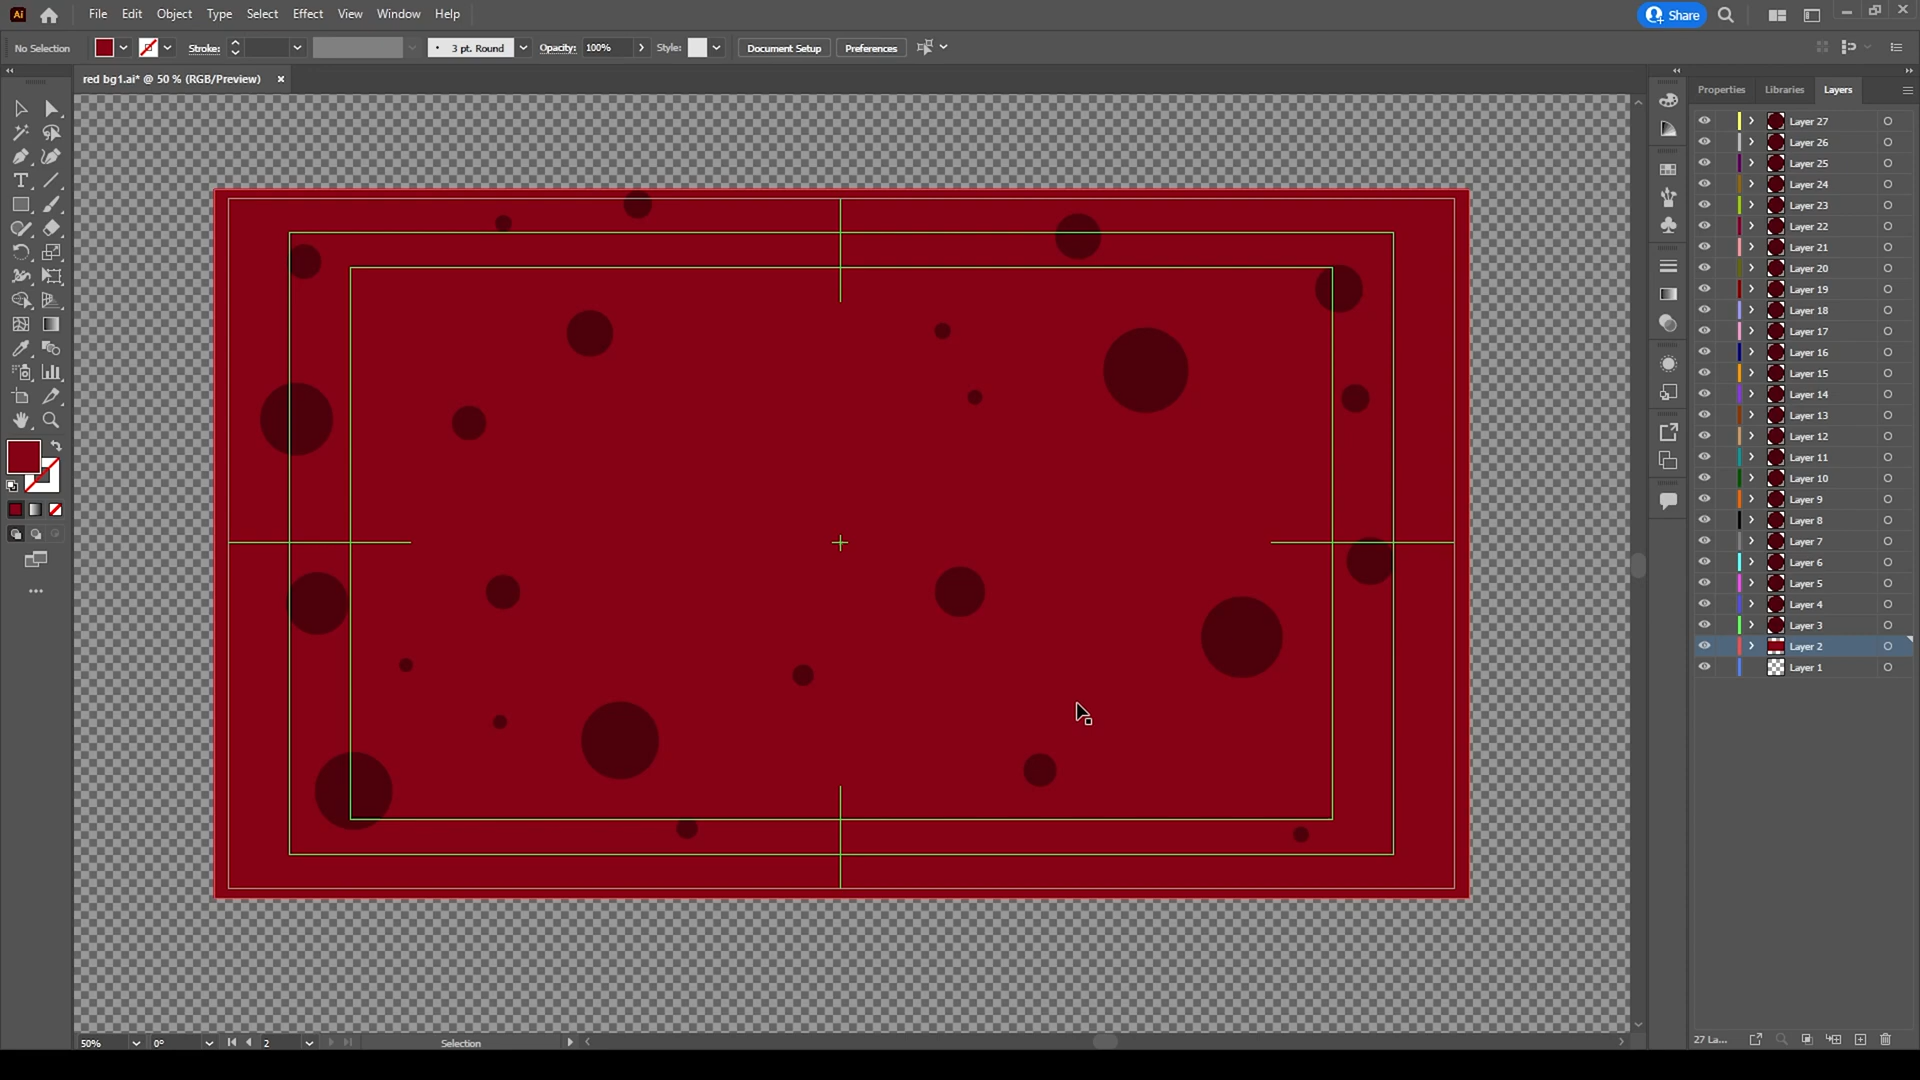 Ai File Edit Object Type Select Effect View Window Help Share
No Selection Stroke: 3 pt. Round Opacity: 100% Style: Document Setup Preferences
red bg1.ai* @ 50 % (RGB/Preview)
Properties Libraries Layers
Layer 27
Layer 26
Layer 25
Layer 24
Layer 23
Layer 22
Layer 21
Layer 20
Layer 19
Layer 18
Layer 17
Layer 16
Layer 15
Layer 14
Layer 13
Layer 12
Layer 11
Layer 10
Layer 9
Layer 8
Layer 7
Layer 6
Layer 5
Layer 4
Layer 3
Layer 2
Layer 1
50% 0° 2 Selection 27 La...